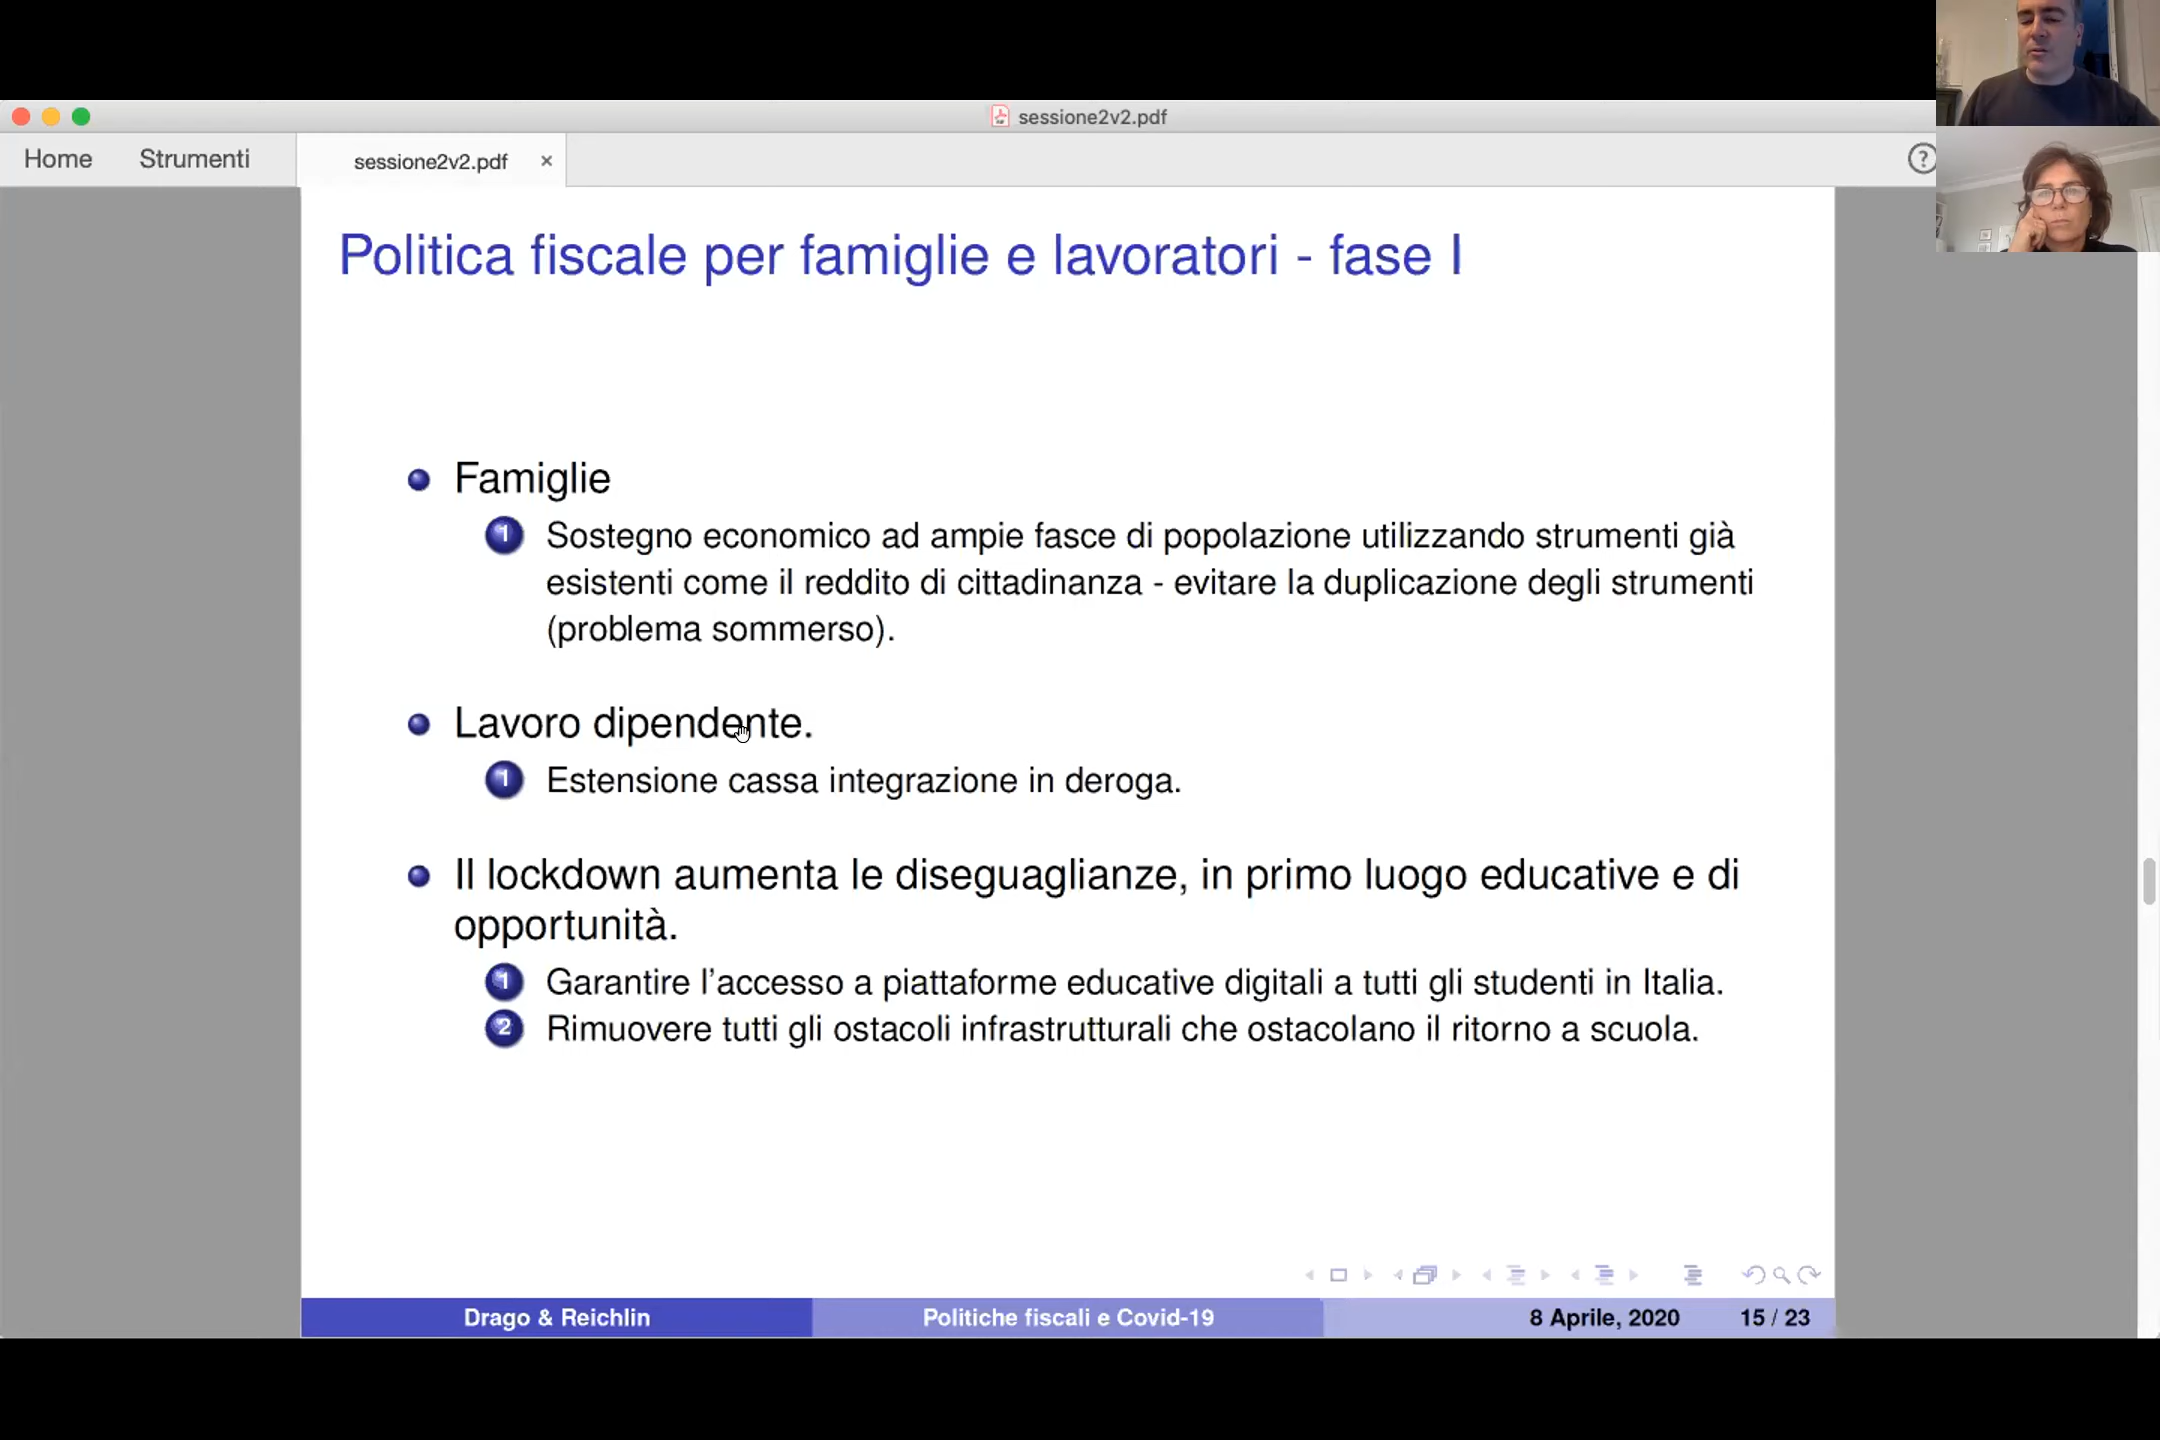 sessione2v2.pdf
Home Strumenti sessione2v2.pdf × ?
Politica fiscale per famiglie e lavoratori - fase I
Famiglie
1 Sostegno economico ad ampie fasce di popolazione utilizzando strumenti già
esistenti come il reddito di cittadinanza - evitare la duplicazione degli strumenti
(problema sommerso).
Lavoro dipendente.
1 Estensione cassa integrazione in deroga.
Il lockdown aumenta le diseguaglianze, in primo luogo educative e di
opportunità.
1 Garantire l'accesso a piattaforme educative digitali a tutti gli studenti in Italia.
2 Rimuovere tutti gli ostacoli infrastrutturali che ostacolano il ritorno a scuola.
Drago & Reichlin Politiche fiscali e Covid-19 8 Aprile, 2020 15 / 23